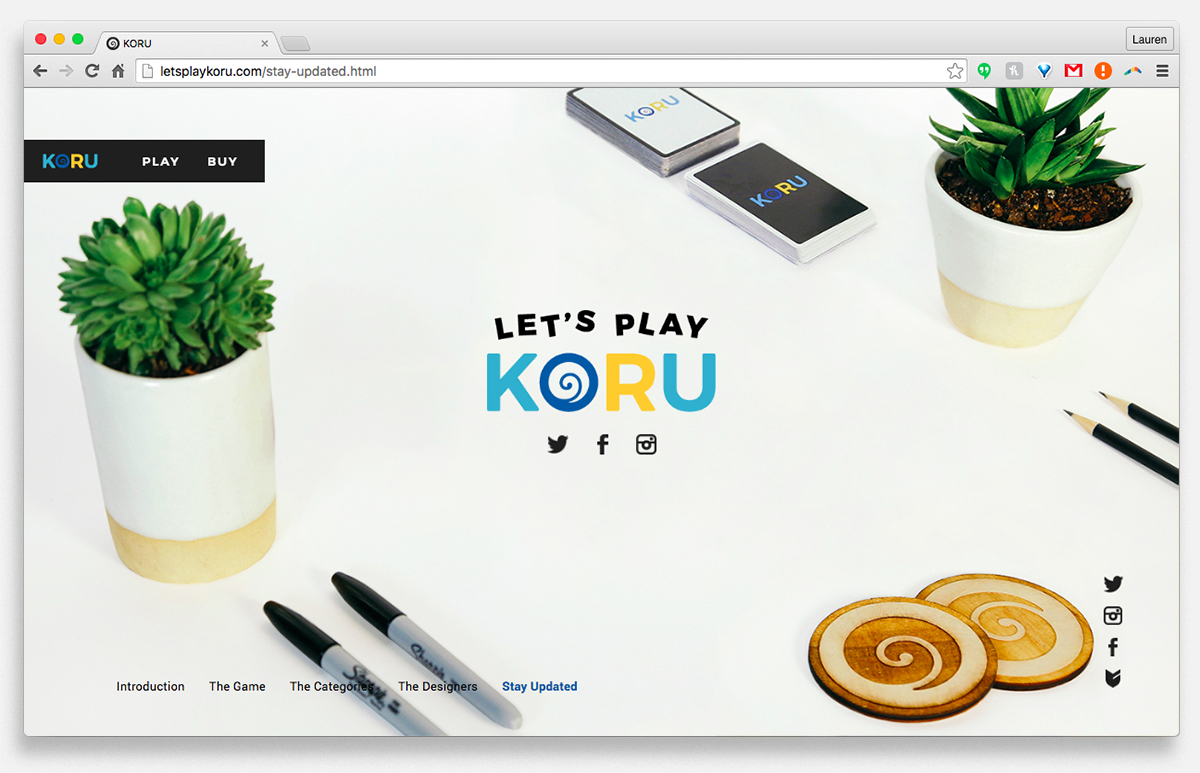 KORU
Lauren
letsplaykoru.com/stay-updated.html
KORU
KORU
KORU PLAY BUY
LET'S PLAY
KORU
Sharpie
Introduction The Game The Categories The Designers Stay Updated